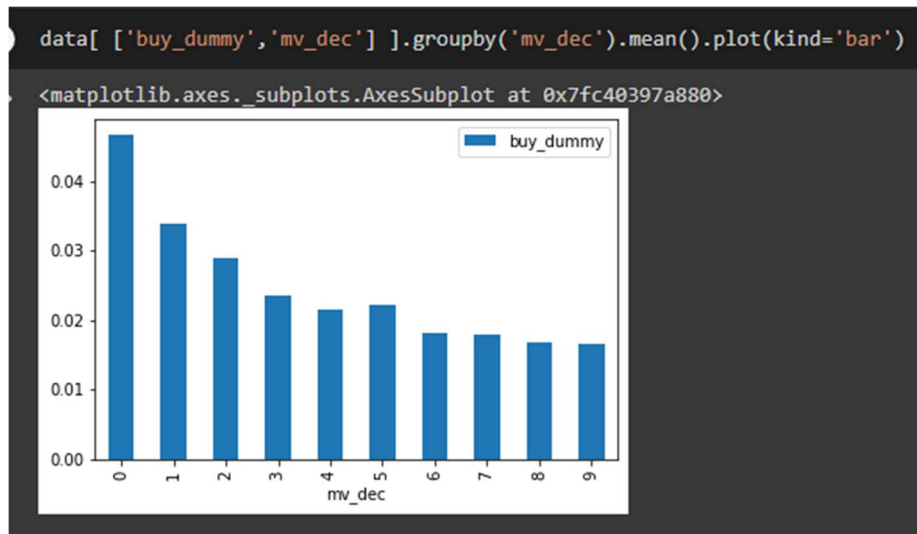 data[ ['buy_dummy','mv_dec'] ].groupby('mv_dec').mean().plot(kind='bar')
<matplotlib.axes._subplots.AxesSubplot at 0x7fc40397a880>
buy_dummy
0.04
0.03
0.02
0.01
0.00
0 1 2 3 4 5 6 7 8 9
mv_dec